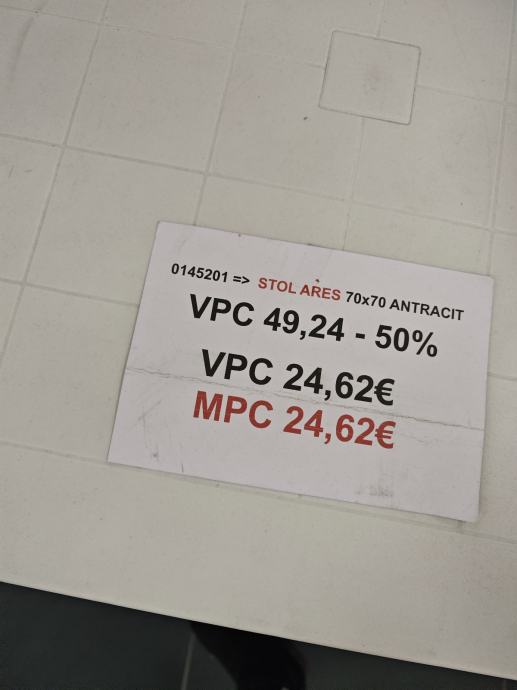 0145201 => STOL ARES 70x70 ANTRACIT
VPC 49,24 - 50%
VPC 24,62€
MPC 24,62€